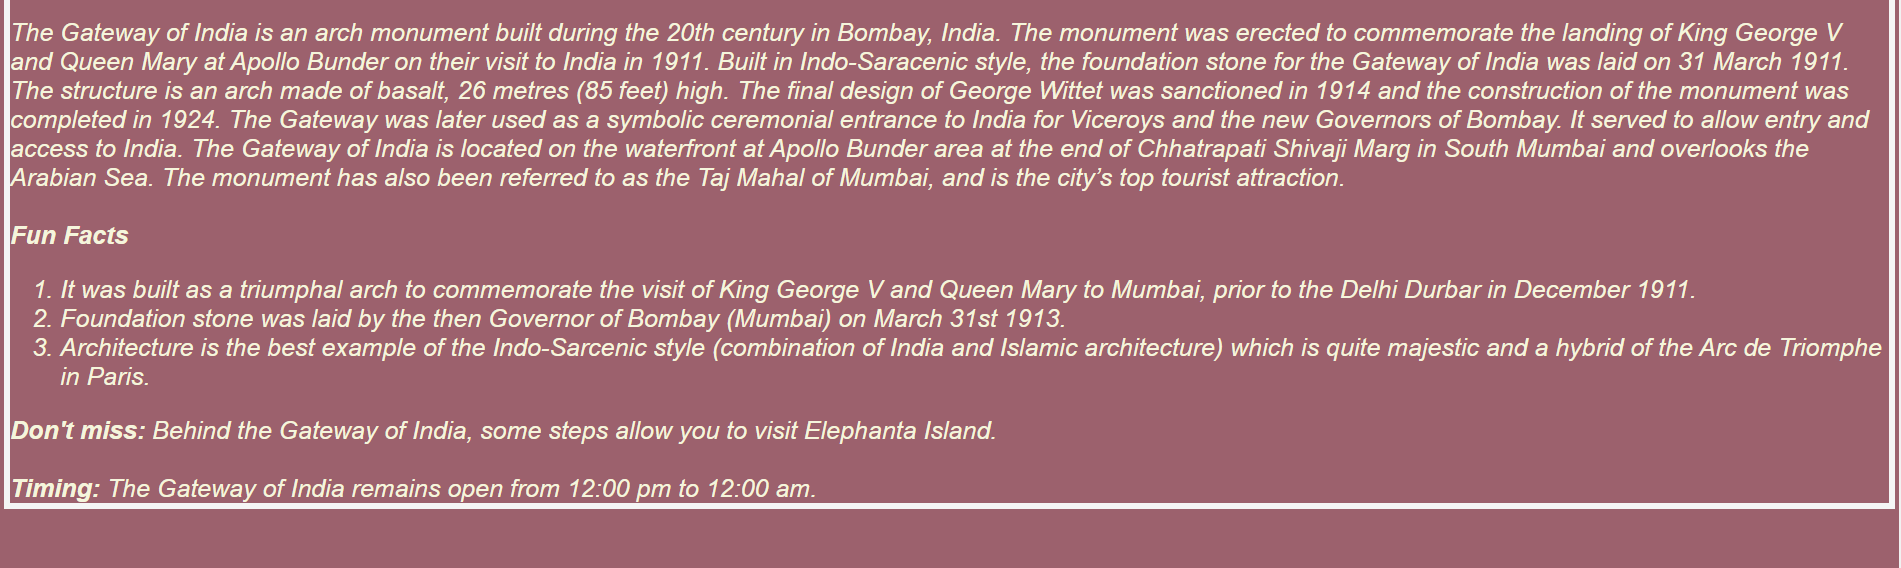 The Gateway of India is an arch monument built during the 20th century in Bombay, India. The monument was erected to commemorate the landing of King George V
and Queen Mary at Apollo Bunder on their visit to India in 1911. Built in Indo-Saracenic style, the foundation stone for the Gateway of India was laid on 31 March 1911.
The structure is an arch made of basalt, 26 metres (85 feet) high. The final design of George Wittet was sanctioned in 1914 and the construction of the monument was
completed in 1924. The Gateway was later used as a symbolic ceremonial entrance to India for Viceroys and the new Governors of Bombay. It served to allow entry and
access to India. The Gateway of India is located on the waterfront at Apollo Bunder area at the end of Chhatrapati Shivaji Marg in South Mumbai and overlooks the
Arabian Sea. The monument has also been referred to as the Taj Mahal of Mumbai, and is the city’s top tourist attraction.
Fun Facts
1. It was built as a triumphal arch to commemorate the visit of King George V and Queen Mary to Mumbai, prior to the Delhi Durbar in December 1911.
2. Foundation stone was laid by the then Governor of Bombay (Mumbai) on March 31st 1913.
3. Architecture is the best example of the Indo-Sarcenic style (combination of India and Islamic architecture) which is quite majestic and a hybrid of the Arc de Triomphe
in Paris.
Don't miss: Behind the Gateway of India, some steps allow you to visit Elephanta Island.
Timing: The Gateway of India remains open from 12:00 pm to 12:00 am.